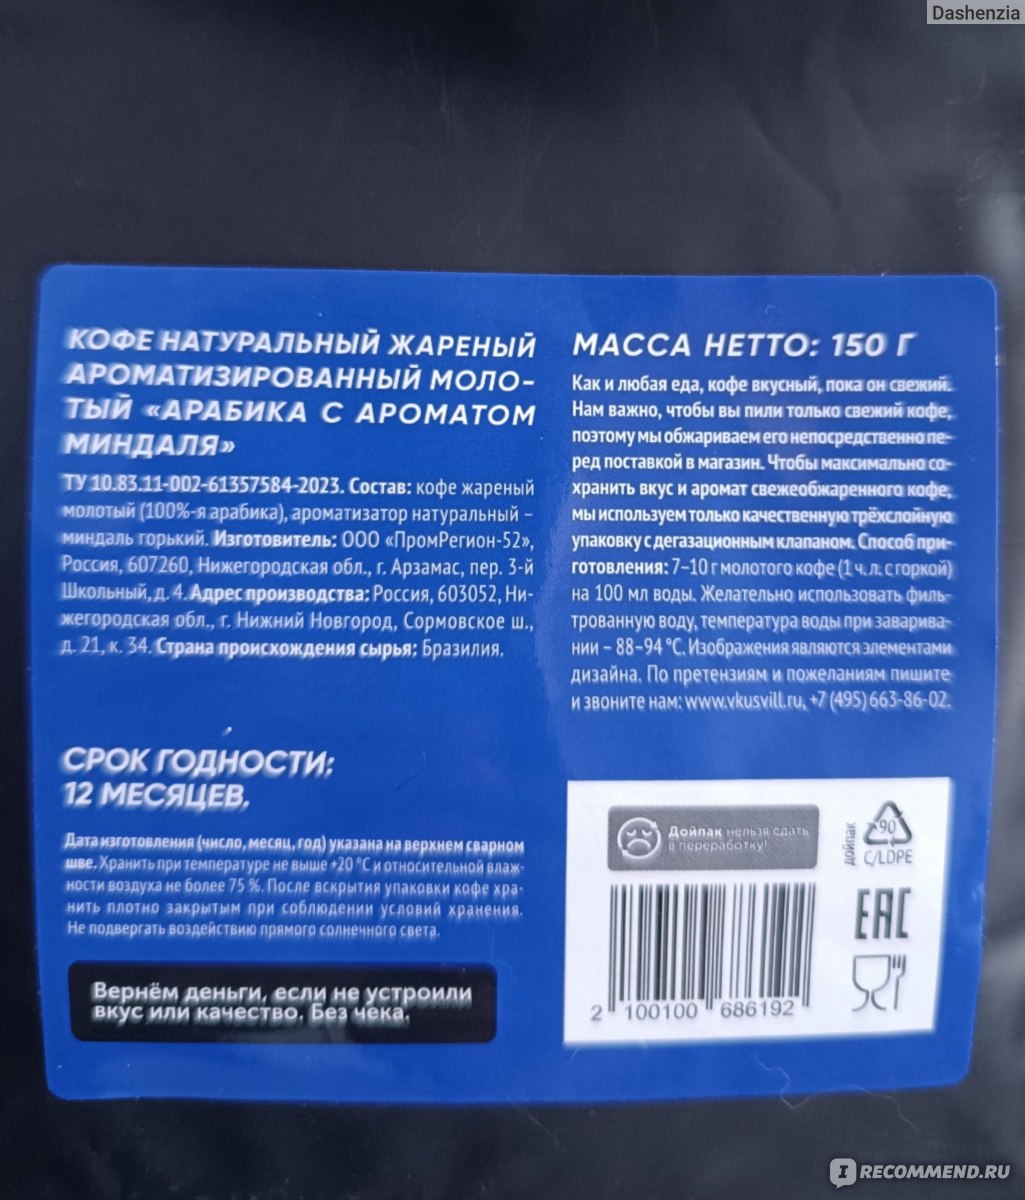 Dashenzia
КОФЕ НАТУРАЛЬНЫЙ ЖАРЕНЫЙ
АРОМАТИЗИРОВАННЫЙ МОЛО-
ТЫЙ «АРАБИКА С АРОМАТОМ
МИНДАЛЯ»
ТУ 10.83.11-002-61357584-2023. Состав: кофе жареный
молотый (100%-я арабика), ароматизатор натуральный –
миндаль горький. Изготовитель: ООО «ПромРегион-52»,
Россия, 607260, Нижегородская обл., г. Арзамас, пер. 3-й
Школьный, д. 4. Адрес производства: Россия, 603052, Ни-
жегородская обл., г. Нижний Новгород, Сормовское ш.,
д. 21, к. 34. Страна происхождения сырья: Бразилия.
СРОК ГОДНОСТИ:
12 МЕСЯЦЕВ.
Дата изготовления (число, месяц, год) указана на верхнем сварном
шве. Хранить при температуре не выше +20 °C и относительной влаж-
ности воздуха не более 75 %. После вскрытия упаковки кофе хра-
нить плотно закрытым при соблюдении условий хранения.
Не подвергать воздействию прямого солнечного света.
Вернём деньги, если не устроили
вкус или качество. Без чека.
МАССА НЕТТО: 150 Г
Как и любая еда, кофе вкусный, пока он свежий.
Нам важно, чтобы вы пили только свежий кофе,
поэтому мы обжариваем его непосредственно пе-
ред поставкой в магазин. Чтобы максимально со-
хранить вкус и аромат свежеобжаренного кофе,
мы используем только качественную трёхслойную
упаковку с дегазационным клапаном. Способ при-
готовления: 7–10 г молотого кофе (1 ч. л. с горкой)
на 100 мл воды. Желательно использовать филь-
трованную воду, температура воды при заварива-
нии – 88–94 °C. Изображения являются элементами
дизайна. По претензиям и пожеланиям пишите
и звоните нам: www.vkusvill.ru, +7 (495) 663-86-02.
Дойпак нельзя сдать
в переработку!
дойпак
90
C/LDPE
EAC
2 100100 686192
IRECOMMEND.RU